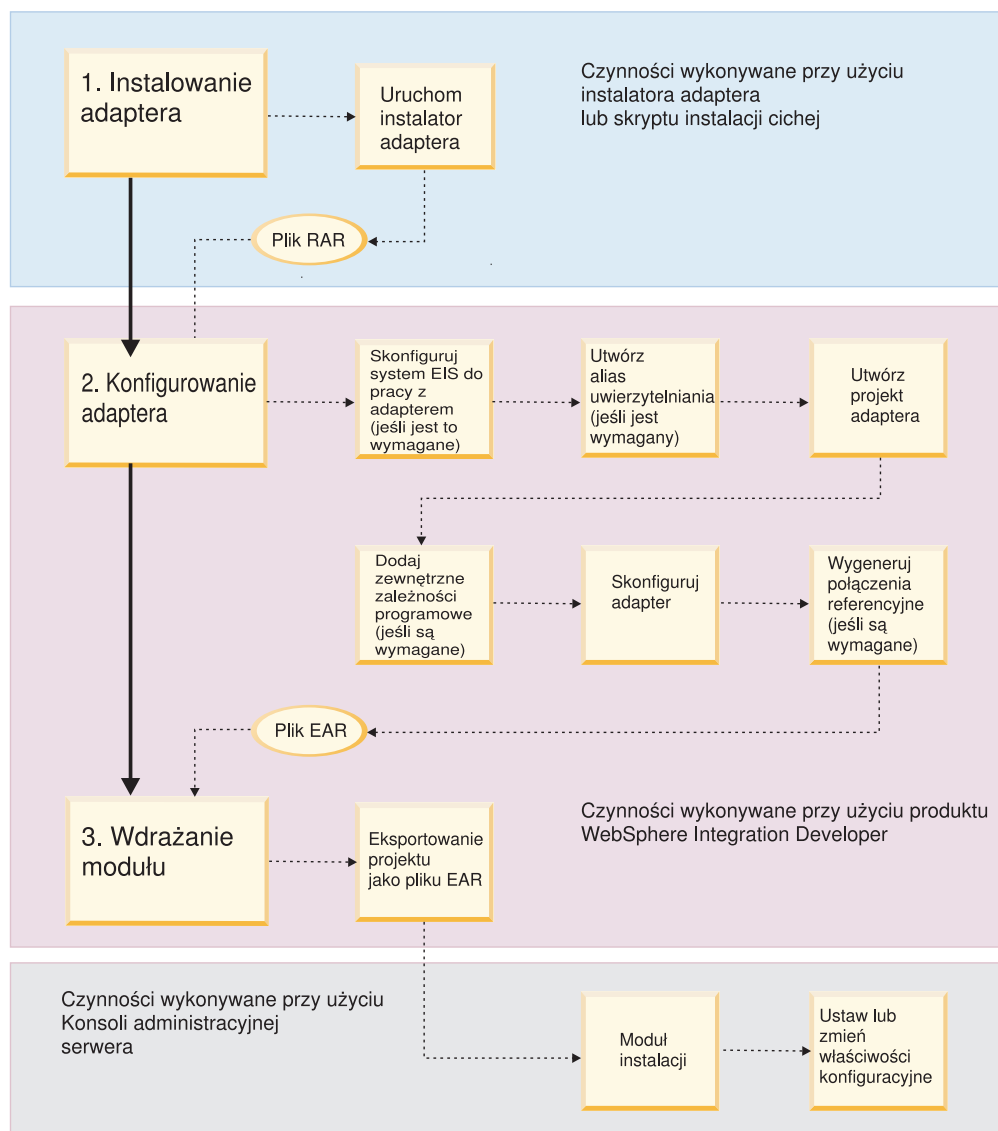 1. Instalowanie
adaptera
Uruchom
instalator
adaptera
Czynności wykonywane przy użyciu
instalatora adaptera
lub skryptu instalacji cichej
Plik RAR
2. Konfigurowanie
adaptera
Skonfiguruj
system EIS do
pracy z
adapterem
(jeśli jest to
wymagane)
Utwórz
alias
uwierzytelniania
(jeśli jest
wymagany)
Utwórz
projekt
adaptera
Dodaj
zewnętrzne
zależności
programowe
(jeśli są
wymagane)
Skonfiguruj
adapter
Wygeneruj
połączenia
referencyjne
(jeśli są
wymagane)
Plik EAR
3. Wdrażanie
modułu
Eksportowanie
projektu
jako pliku EAR
Czynności wykonywane przy użyciu produktu
WebSphere Integration Developer
Czynności wykonywane przy użyciu
Konsoli administracyjnej
serwera
Moduł
instalacji
Ustaw lub
zmień
właściwości
konfiguracyjne